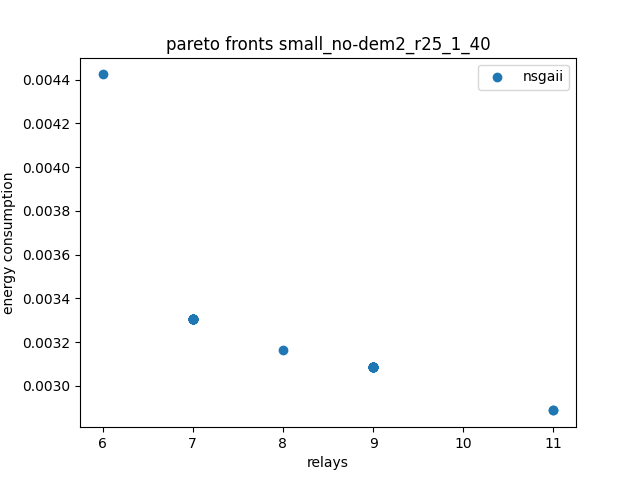 pareto fronts small_no-dem2_r25_1_40
nsgaii
energy consumption
0.0044
0.0042
0.0040
0.0038
0.0036
0.0034
0.0032
0.0030
6 7 8 9 10 11
relays